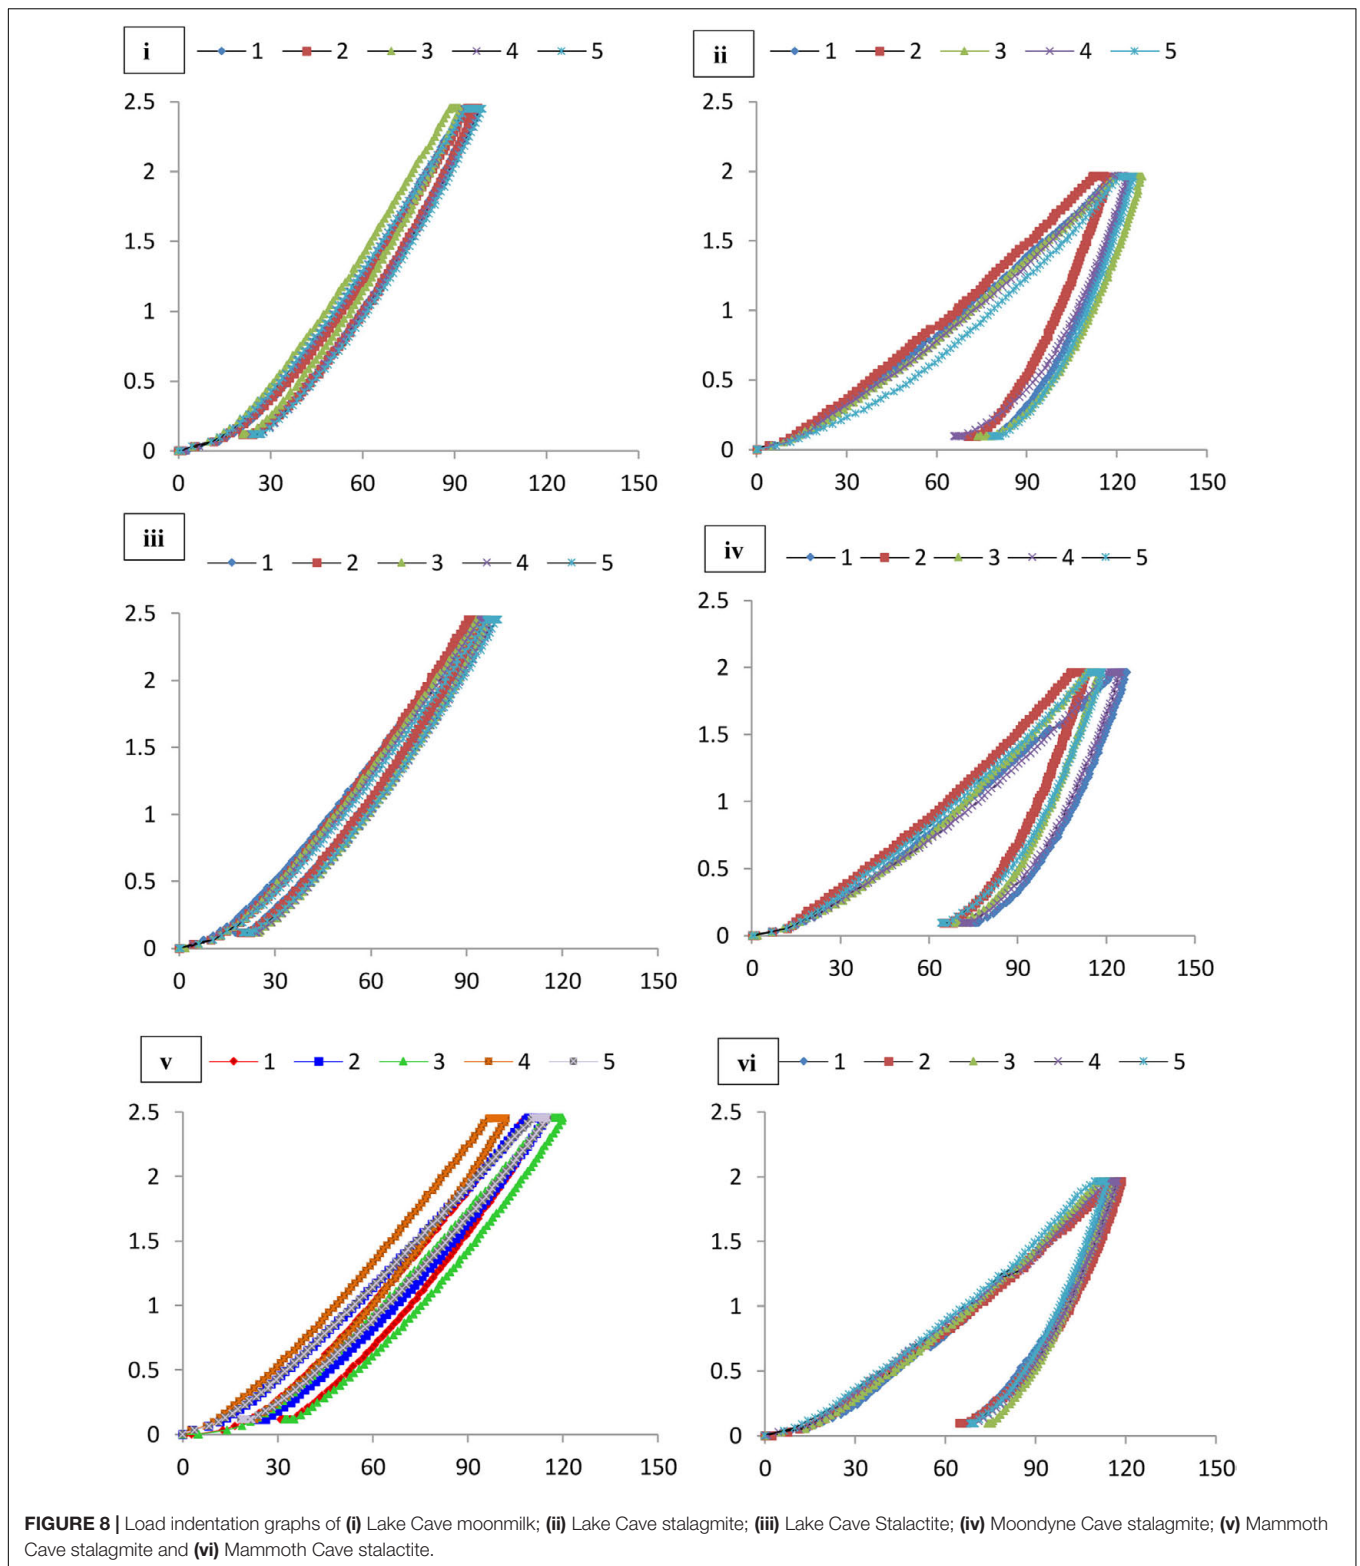 i 1 2 3 4 5
2.5
2
1.5
1
0.5
0
0 30 60 90 120 150
ii 1 2 3 4 5
2.5
2
1.5
1
0.5
0
0 30 60 90 120 150
iii 1 2 3 4 5
2.5
2
1.5
1
0.5
0
0 30 60 90 120 150
iv 1 2 3 4 5
2.5
2
1.5
1
0.5
0
0 30 60 90 120 150
v 1 2 3 4 5
2.5
2
1.5
1
0.5
0
0 30 60 90 120 150
vi 1 2 3 4 5
2.5
2
1.5
1
0.5
0
0 30 60 90 120 150
FIGURE 8 | Load indentation graphs of (i) Lake Cave moonmilk; (ii) Lake Cave stalagmite; (iii) Lake Cave Stalactite; (iv) Moondyne Cave stalagmite; (v) Mammoth
Cave stalagmite and (vi) Mammoth Cave stalactite.